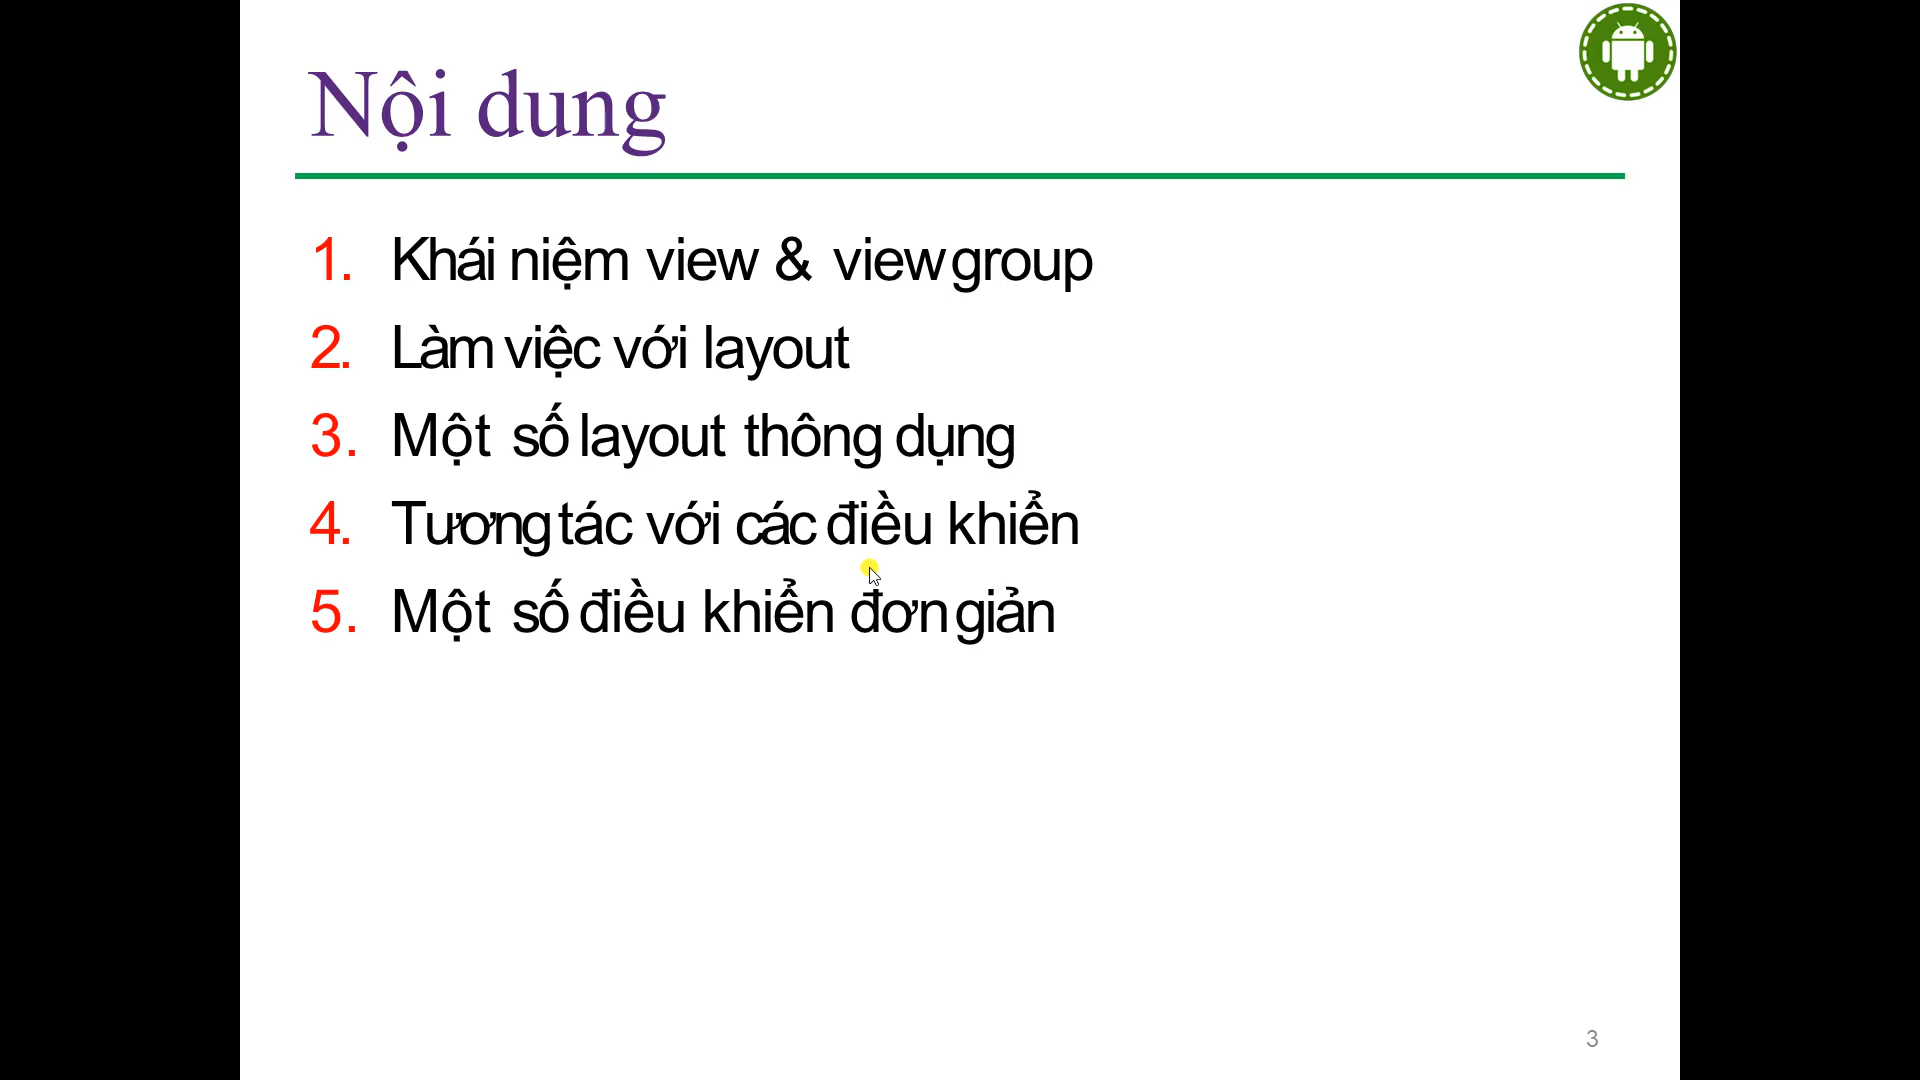 Nội dung
1. Khái niệm view & viewgroup
2. Làm việc với layout
3. Một số layout thông dụng
4. Tương tác với các điều khiển
5. Một số điều khiển đơn giản
3